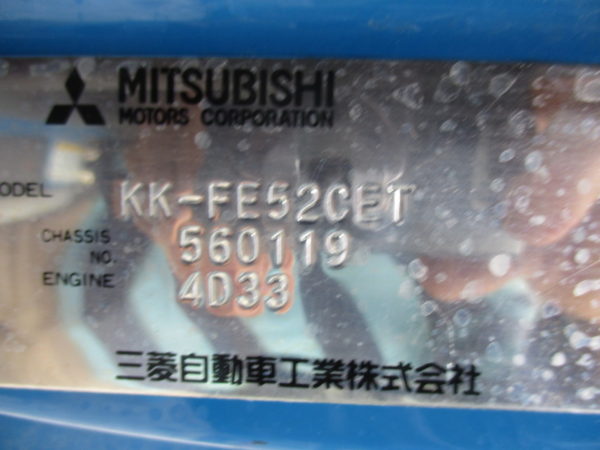 MITSUBISHI
MOTORS CORPORATION
ODEL KK-FE52CET
CHASSIS NO. 560119
ENGINE 4D33
三菱自動車工業株式会社